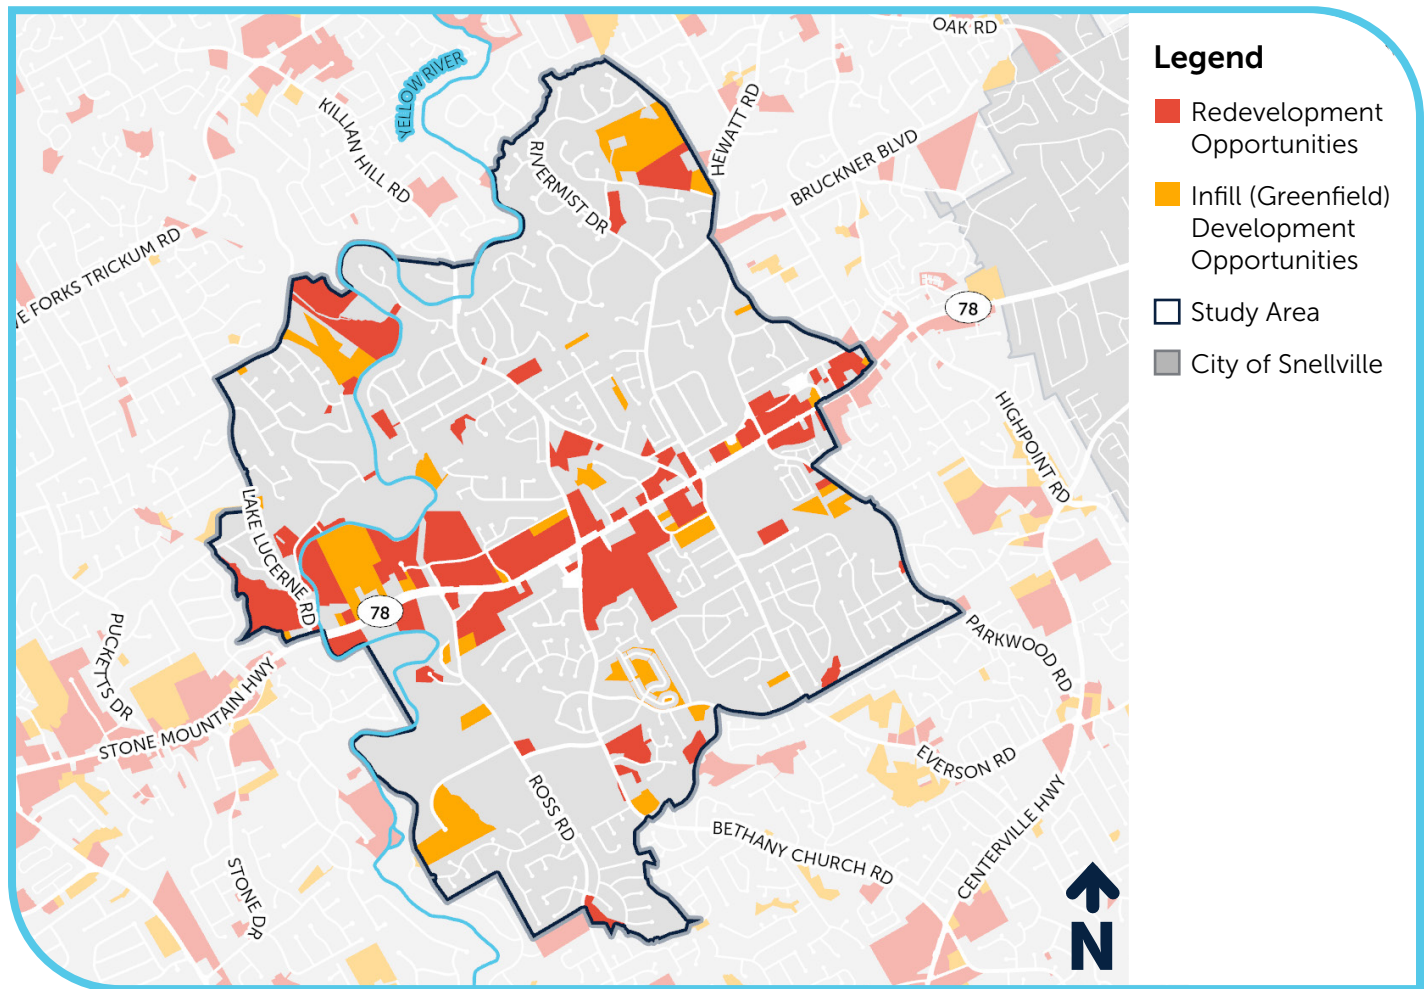 OAK RD
YELLOW RIVER
KILLIAN HILL RD
HEWATT RD
RIVERMIST DR
BRUCKNER BLVD
VE FORKS TRICKUM RD
78
HIGHPOINT RD
LAKE LUCERNE RD
78
PUCKETTS DR
PARKWOOD RD
STONE MOUNTAIN HWY
EVERSON RD
ROSS RD
BETHANY CHURCH RD
CENTERVILLE HWY
STONE DR
N
Legend
Redevelopment
Opportunities
Infill (Greenfield)
Development
Opportunities
Study Area
City of Snellville